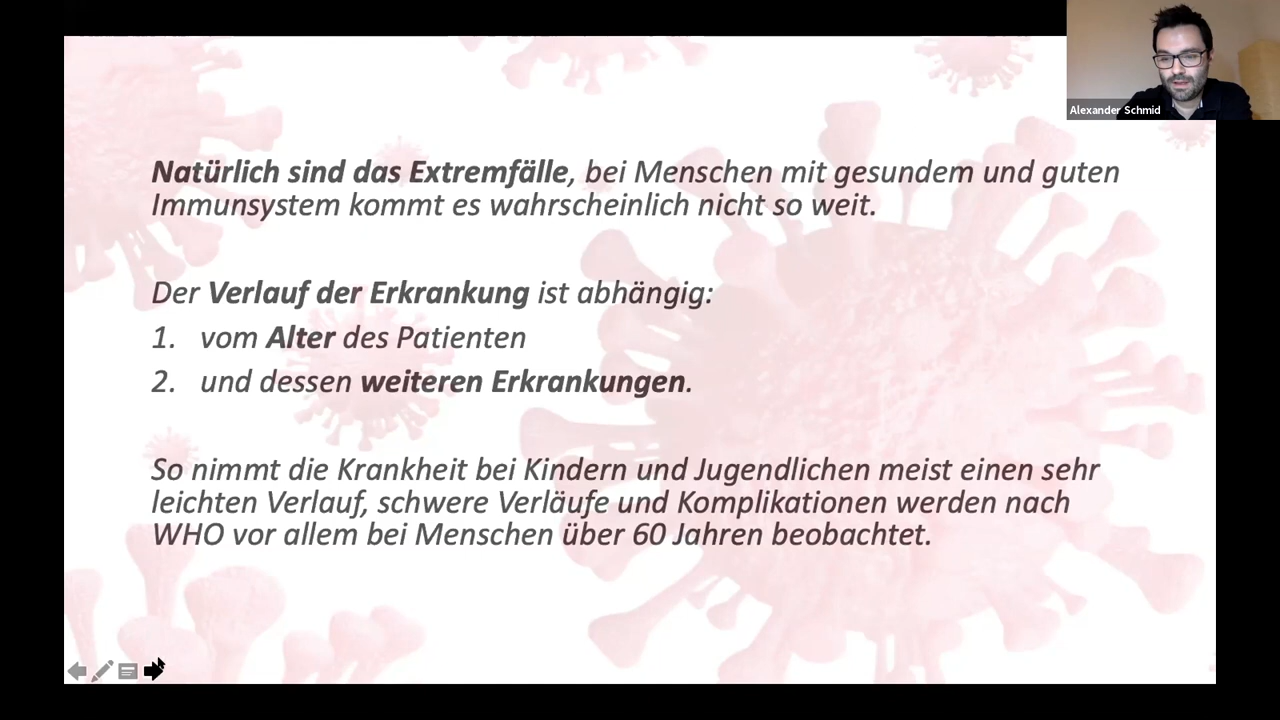 Alexander Schmid
Natürlich sind das Extremfälle, bei Menschen mit gesundem und guten
Immunsystem kommt es wahrscheinlich nicht so weit.
Der Verlauf der Erkrankung ist abhängig:
1. vom Alter des Patienten
2. und dessen weiteren Erkrankungen.
So nimmt die Krankheit bei Kindern und Jugendlichen meist einen sehr
leichten Verlauf, schwere Verläufe und Komplikationen werden nach
WHO vor allem bei Menschen über 60 Jahren beobachtet.